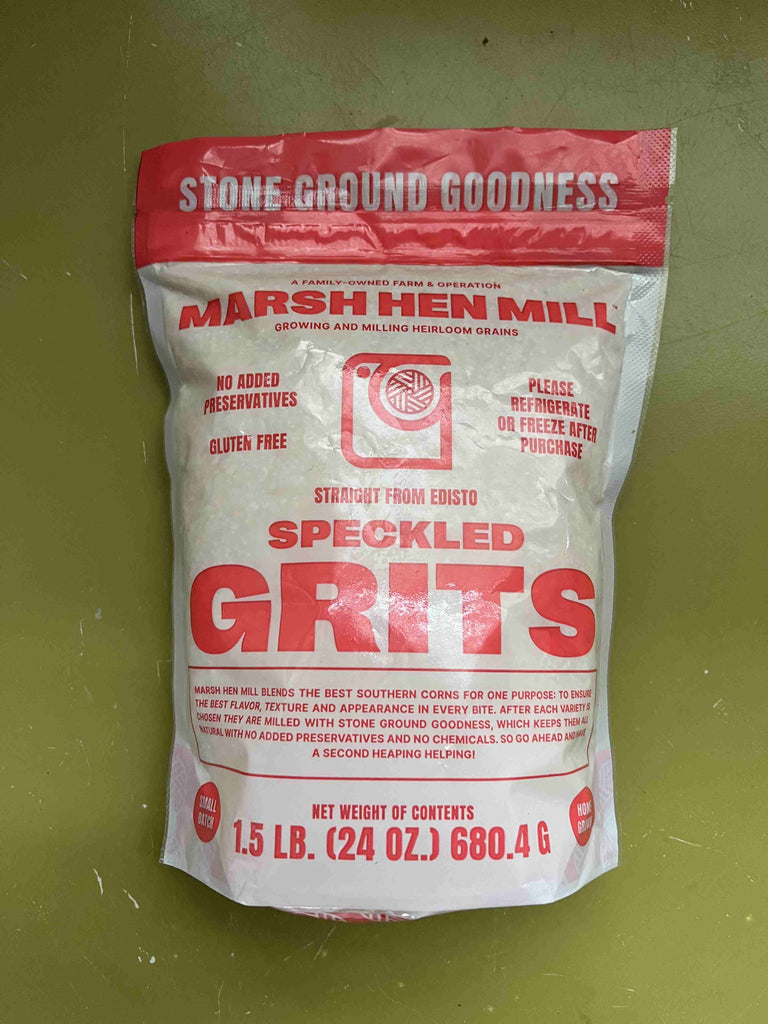 STONE GROUND GOODNESS
A FAMILY-OWNED FARM & OPERATION
MARSH HEN MILL™
GROWING AND MILLING HEIRLOOM GRAINS
NO ADDED
PRESERVATIVES
GLUTEN FREE
PLEASE
REFRIGERATE
OR FREEZE AFTER
PURCHASE
STRAIGHT FROM EDISTO
SPECKLED
GRITS
MARSH HEN MILL BLENDS THE BEST SOUTHERN CORNS FOR ONE PURPOSE: TO ENSURE
THE BEST FLAVOR, TEXTURE AND APPEARANCE IN EVERY BITE. AFTER EACH VARIETY IS
CHOSEN THEY ARE MILLED WITH STONE GROUND GOODNESS, WHICH KEEPS THEM ALL
NATURAL WITH NO ADDED PRESERVATIVES AND NO CHEMICALS. SO GO AHEAD AND HAVE
A SECOND HEAPING HELPING!
SMALL
BATCH
HOME
NET WEIGHT OF CONTENTS
1.5 LB. (24 OZ.) 680.4 G